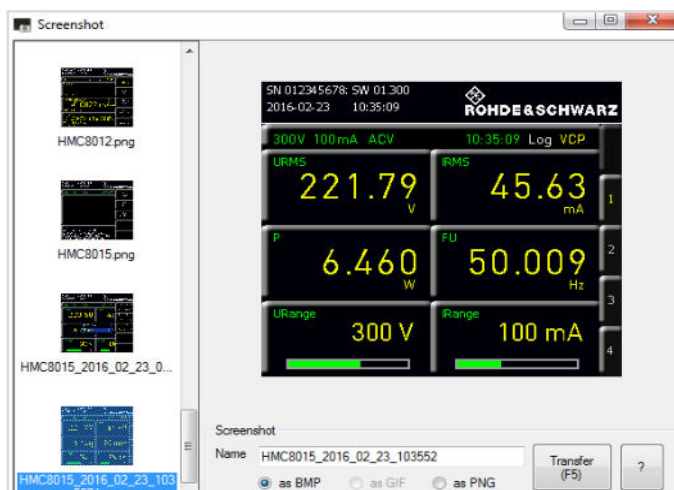 Screenshot
HMC8012.png
HMC8015.png
HMC8015_2016_02_23_0...
HMC8015_2016_02_23_103
SN 012345678: SW 01.300
2016-02-23 10:35:09
ROHDE&SCHWARZ
300V 100mA ACV 10:35:09 Log VCP
URMS
221.79
V
IRMS
45.63
mA
P
6.460
W
FU
50.009
Hz
URange
300 V
IRange
100 mA
1
2
3
4
Screenshot
Name HMC8015_2016_02_23_103552
as BMP as GIF as PNG
Transfer
(F5)
?